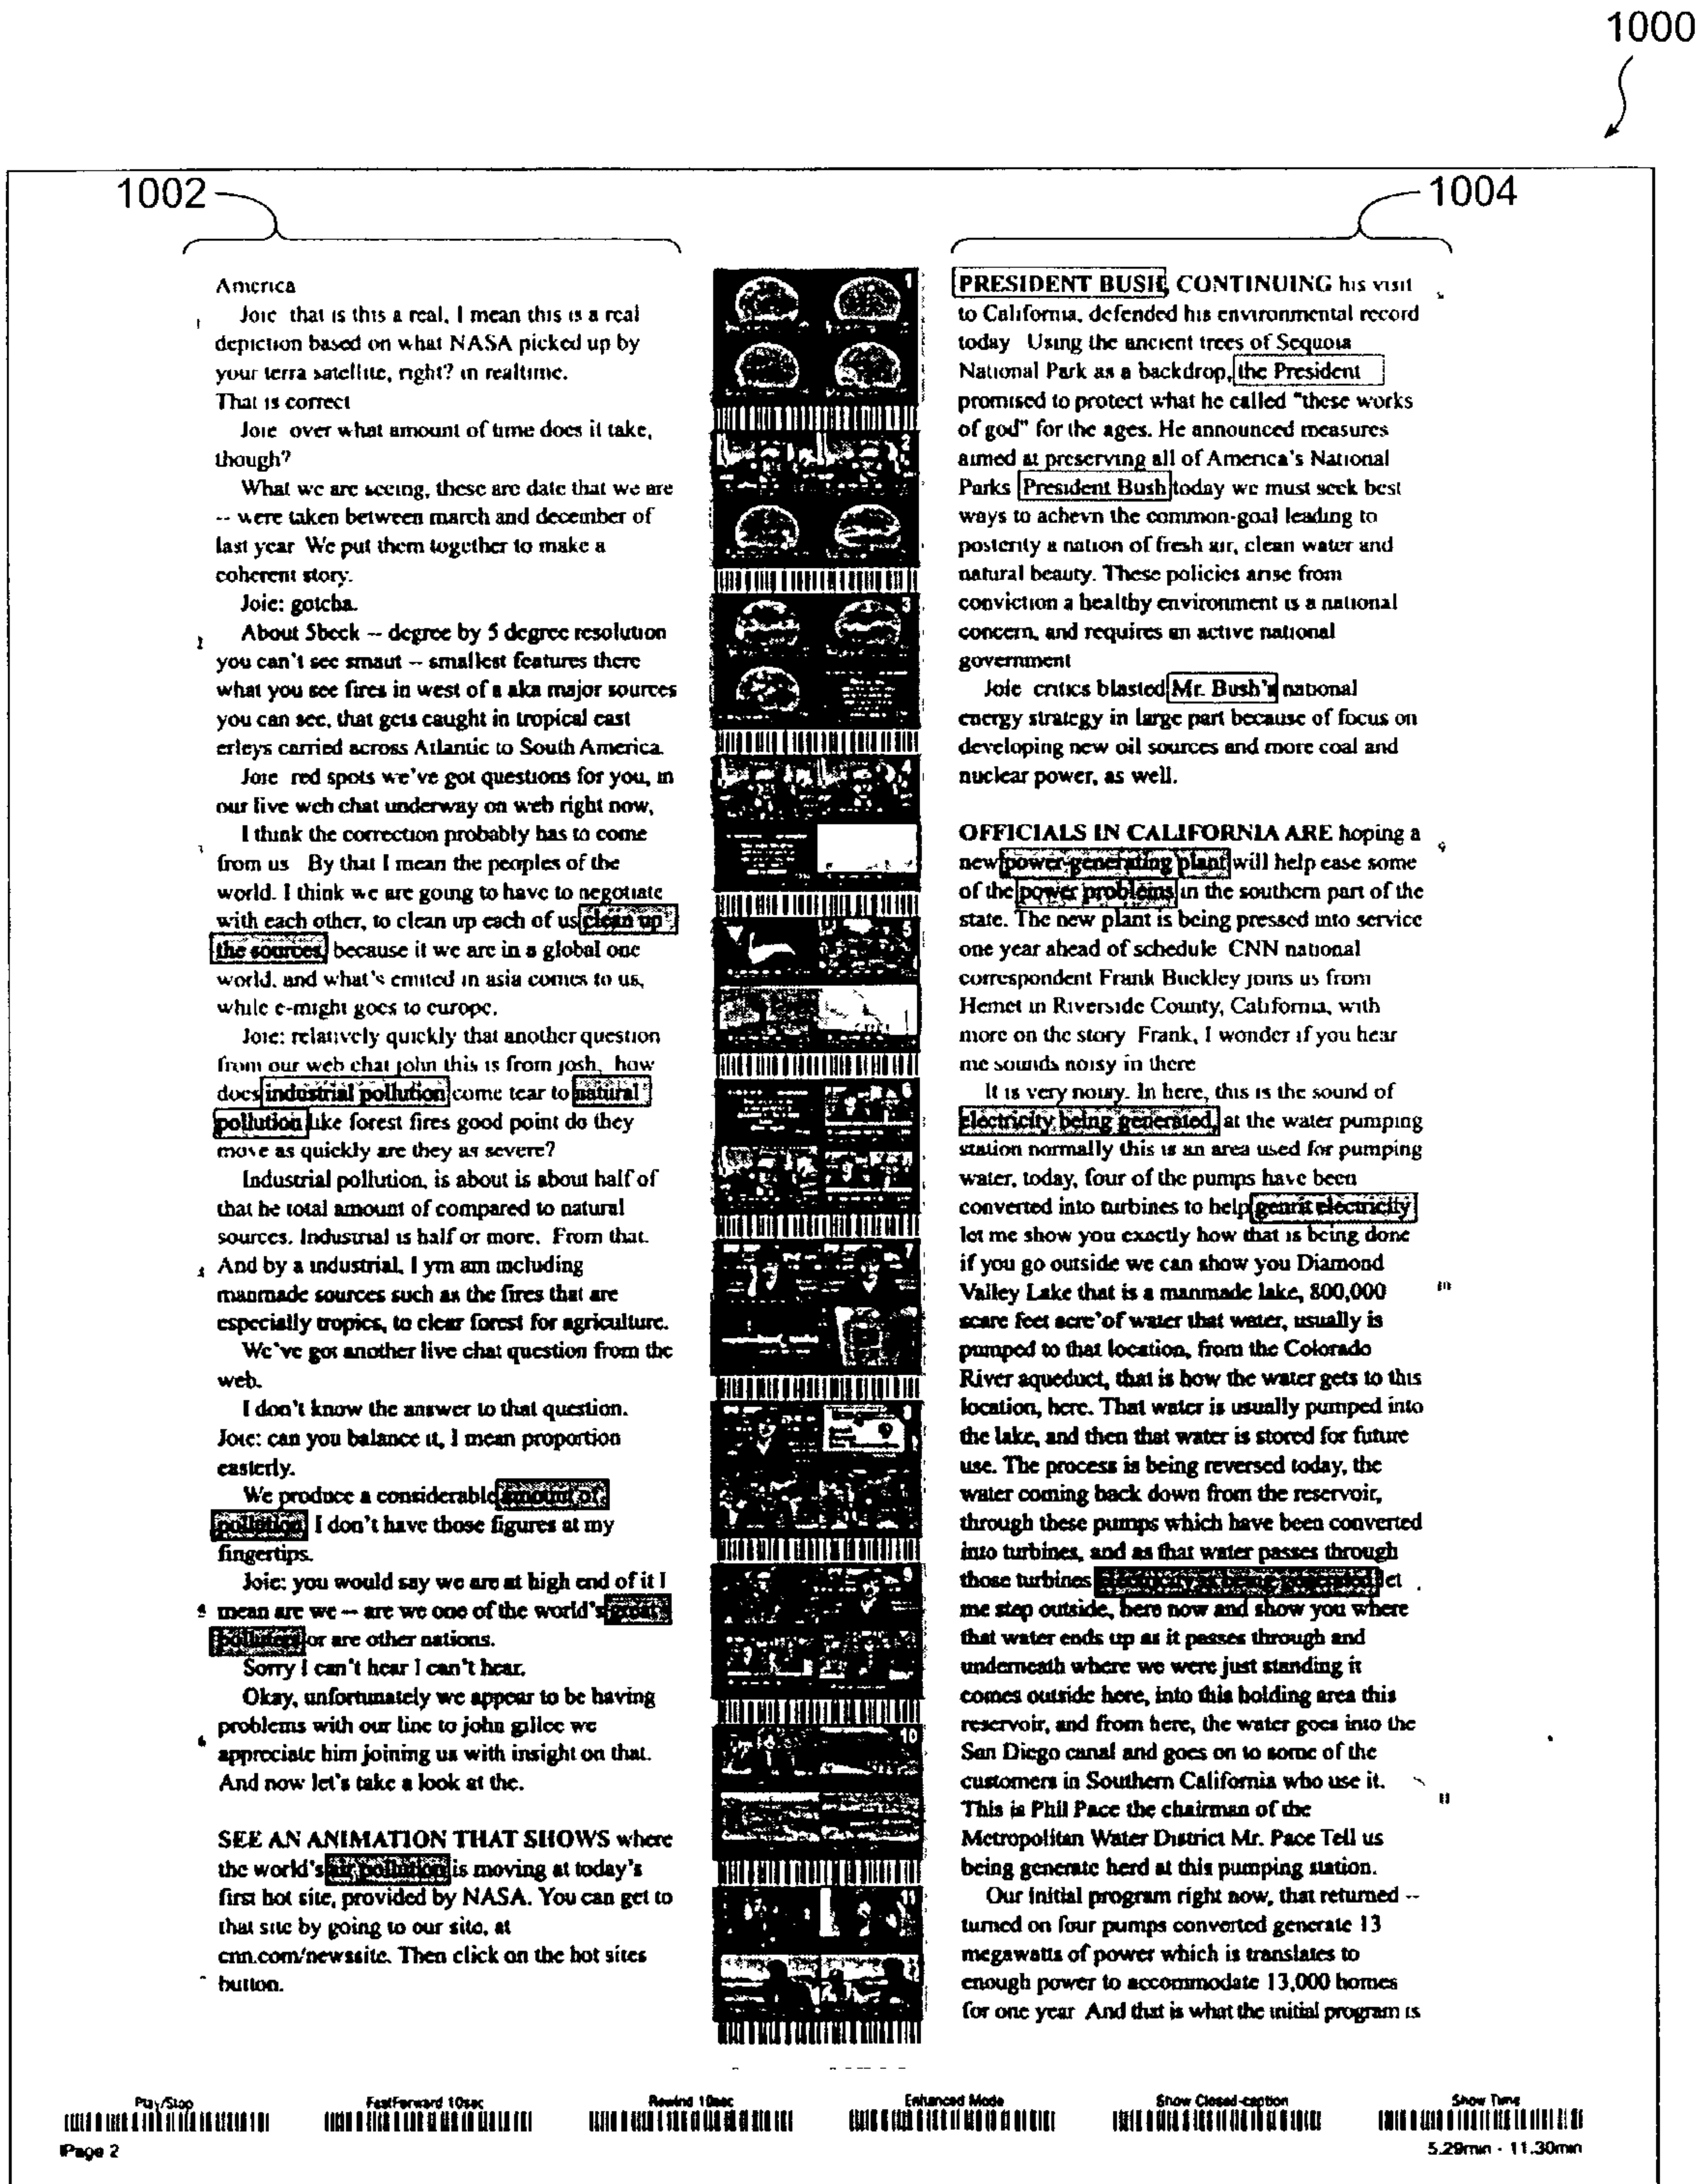 1000
1002
1004
America
Joie that is this a real, I mean this is a real
depiction based on what NASA picked up by
your terra satellite, right? in realtime.
That is correct
Joie over what amount of time does it take,
though?
What we are seeing, these are date that we are
-- were taken between march and december of
last year We put them together to make a
coherent story.
Joie: gotcha.
About 5beck -- degree by 5 degree resolution
you can't see smaut -- smallest features there
what you see fires in west of a aka major sources
you can see, that gets caught in tropical east
erleys carried across Atlantic to South America.
Joie red spots we've got questions for you, in
our live web chat underway on web right now,
I think the correction probably has to come
from us By that I mean the peoples of the
world. I think we are going to have to negotiate
with each other, to clean up each of us clean up
the sources, because it we are in a global one
world, and what's emited in asia comes to us,
while e-might goes to europe.
Joie: relatively quickly that another question
from our web chat john this is from josh, how
does industrial pollution come tear to natural
pollution like forest fires good point do they
move as quickly are they as severe?
Industrial pollution, is about is about half of
that he total amount of compared to natural
sources. Industrial is half or more. From that.
And by a industrial, I ym am including
manmade sources such as the fires that are
especially tropics, to clear forest for agriculture.
We've got another live chat question from the
web.
I don't know the answer to that question.
Joie: can you balance it, I mean proportion
easterly.
We produce a considerable amount of
pollution I don't have those figures at my
fingertips.
Joie: you would say we are at high end of it I
mean are we -- are we one of the world's great
polluters or are other nations.
Sorry I can't hear I can't hear.
Okay, unfortunately we appear to be having
problems with our line to john gillee we
appreciate him joining us with insight on that.
And now let's take a look at the.
SEE AN ANIMATION THAT SHOWS where
the world's air pollution is moving at today's
first hot site, provided by NASA. You can get to
that site by going to our site, at
cnn.com/newssite. Then click on the hot sites
button.
1
2
3
4
5
6
7
10
11
PRESIDENT BUSH, CONTINUING his visit
to California, defended his environmental record
today Using the ancient trees of Sequoia
National Park as a backdrop, the President
promised to protect what he called "these works
of god" for the ages. He announced measures
aimed at preserving all of America's National
Parks President Bush today we must seek best
ways to achevn the common-goal leading to
posterity a nation of fresh air, clean water and
natural beauty. These policies arise from
conviction a healthy environment is a national
concern, and requires an active national
government
Joie critics blasted Mr. Bush's national
energy strategy in large part because of focus on
developing new oil sources and more coal and
nuclear power, as well.
OFFICIALS IN CALIFORNIA ARE hoping a
new power-generating plant will help ease some
of the power problems in the southern part of the
state. The new plant is being pressed into service
one year ahead of schedule CNN national
correspondent Frank Buckley joins us from
Hemet in Riverside County, California, with
more on the story Frank, I wonder if you hear
me sounds noisy in there
It is very noisy. In here, this is the sound of
electricity being generated, at the water pumping
station normally this is an area used for pumping
water, today, four of the pumps have been
converted into turbines to help genrit electricity
let me show you exactly how that is being done
if you go outside we can show you Diamond
Valley Lake that is a manmade lake, 800,000
scare feet acre' of water that water, usually is
pumped to that location, from the Colorado
River aqueduct, that is how the water gets to this
location, here. That water is usually pumped into
the lake, and then that water is stored for future
use. The process is being reversed today, the
water coming back down from the reservoir,
through these pumps which have been converted
into turbines, and as that water passes through
those turbines electricity is being generated let
me step outside, here now and show you where
that water ends up as it passes through and
underneath where we were just standing it
comes outside here, into this holding area this
reservoir, and from here, the water goes into the
San Diego canal and goes on to some of the
customers in Southern California who use it.
This is Phil Pace the chairman of the
Metropolitan Water District Mr. Pace Tell us
being generate herd at this pumping station.
Our initial program right now, that returned --
turned on four pumps converted generate 13
megawatts of power which is translates to
enough power to accommodate 13,000 homes
for one year And that is what the initial program is
Play/Stop
FastForward 10sec
Rewind 10sec
Enhanced Mode
Show Closed-caption
Show Time
Page 2
5.29min - 11.30min